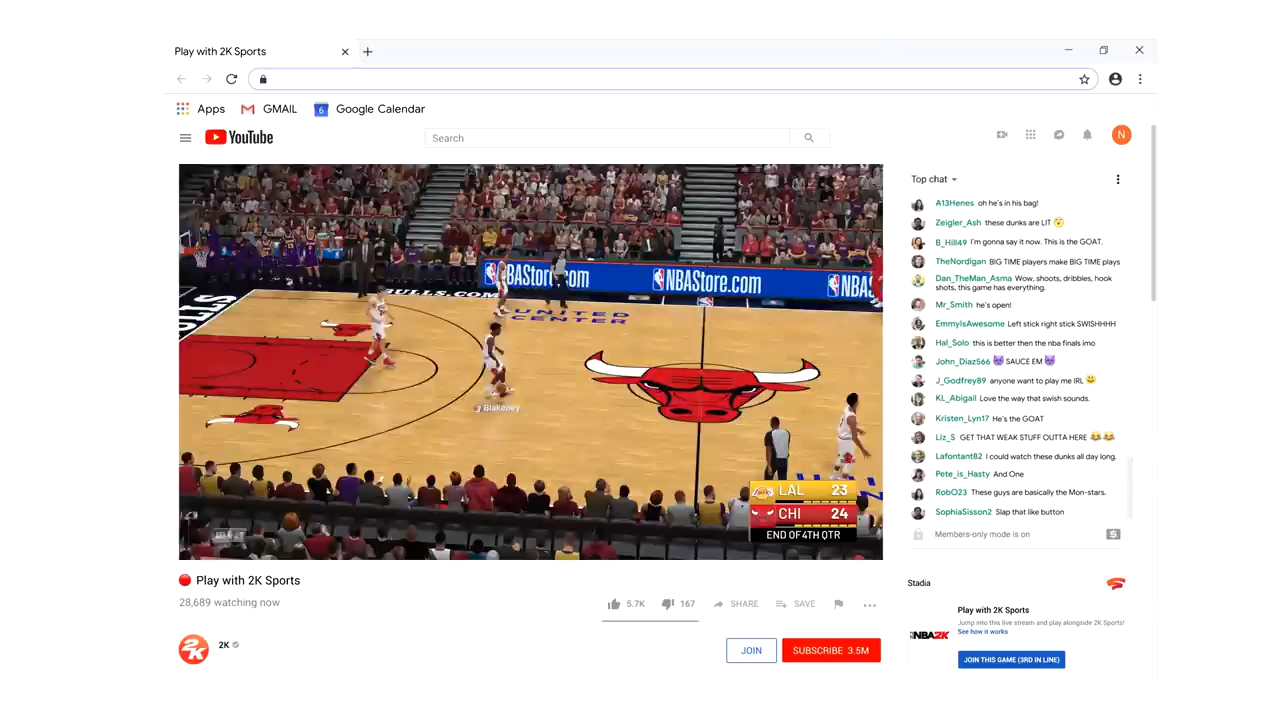 Play with 2K Sports
Apps
GMAIL
6
Google Calendar
YouTube
Search
N
NBAStore.com
NBAStore.com
NBA
BULLS.COM
UNITED
CENTER
3 Blakeney
LAL 23
CHI 24
END OF 4TH QTR
Top chat
A13Henes oh he's in his bag!
Zeigler_Ash these dunks are LIT
B_Hill49 I'm gonna say it now. This is the GOAT.
TheNordigan BIG TIME players make BIG TIME plays
Dan_TheMan_Asma Wow, shoots, dribbles, hook
shots, this game has everything.
Mr_Smith he's open!
EmmyIsAwesome Left stick right stick SWISHHHH
Hal_Solo this is better then the nba finals imo
John_Diaz566 SAUCE EM
J_Godfrey89 anyone want to play me IRL
KL_Abigail Love the way that swish sounds.
Kristen_Lyn17 He's the GOAT
Liz_S GET THAT WEAK STUFF OUTTA HERE
Lafontant82 I could watch these dunks all day long.
Pete_is_Hasty And One
RobO23 These guys are basically the Mon-stars.
SophiaSisson2 Slap that like button
Members-only mode is on
Play with 2K Sports
28,689 watching now
5.7K
167
SHARE
SAVE
2K
2K
JOIN
SUBSCRIBE 3.5M
Stadia
NBA2K
Play with 2K Sports
Jump into this live stream and play alongside 2K Sports!
See how it works
JOIN THIS GAME (3RD IN LINE)